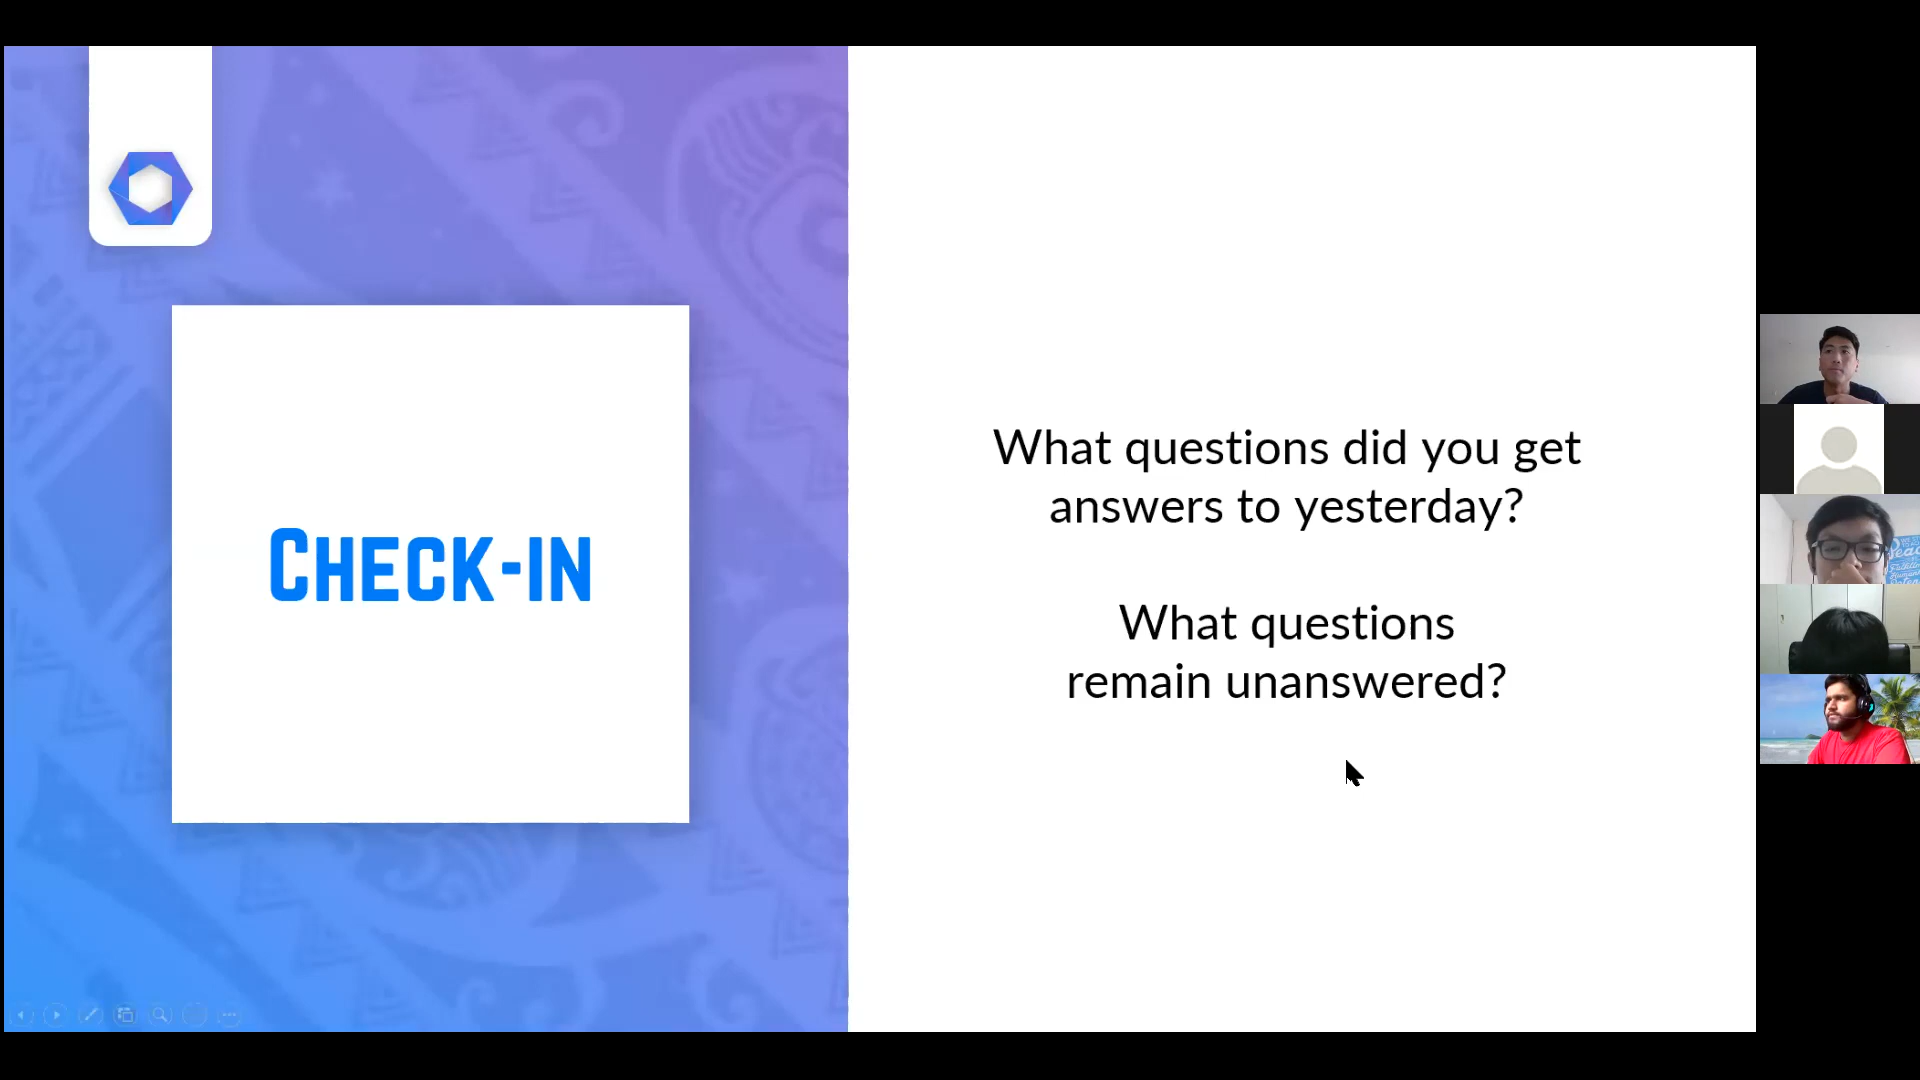 CHECK-IN
What questions did you get
answers to yesterday?
What questions
remain unanswered?